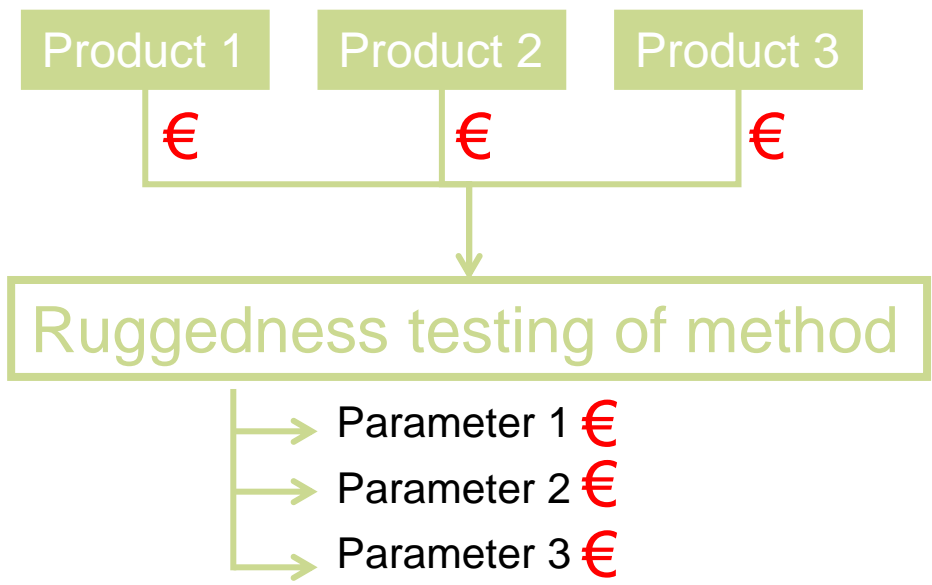 Product 1 Product 2 Product 3
€ € €
Ruggedness testing of method
Parameter 1 €
Parameter 2 €
Parameter 3 €